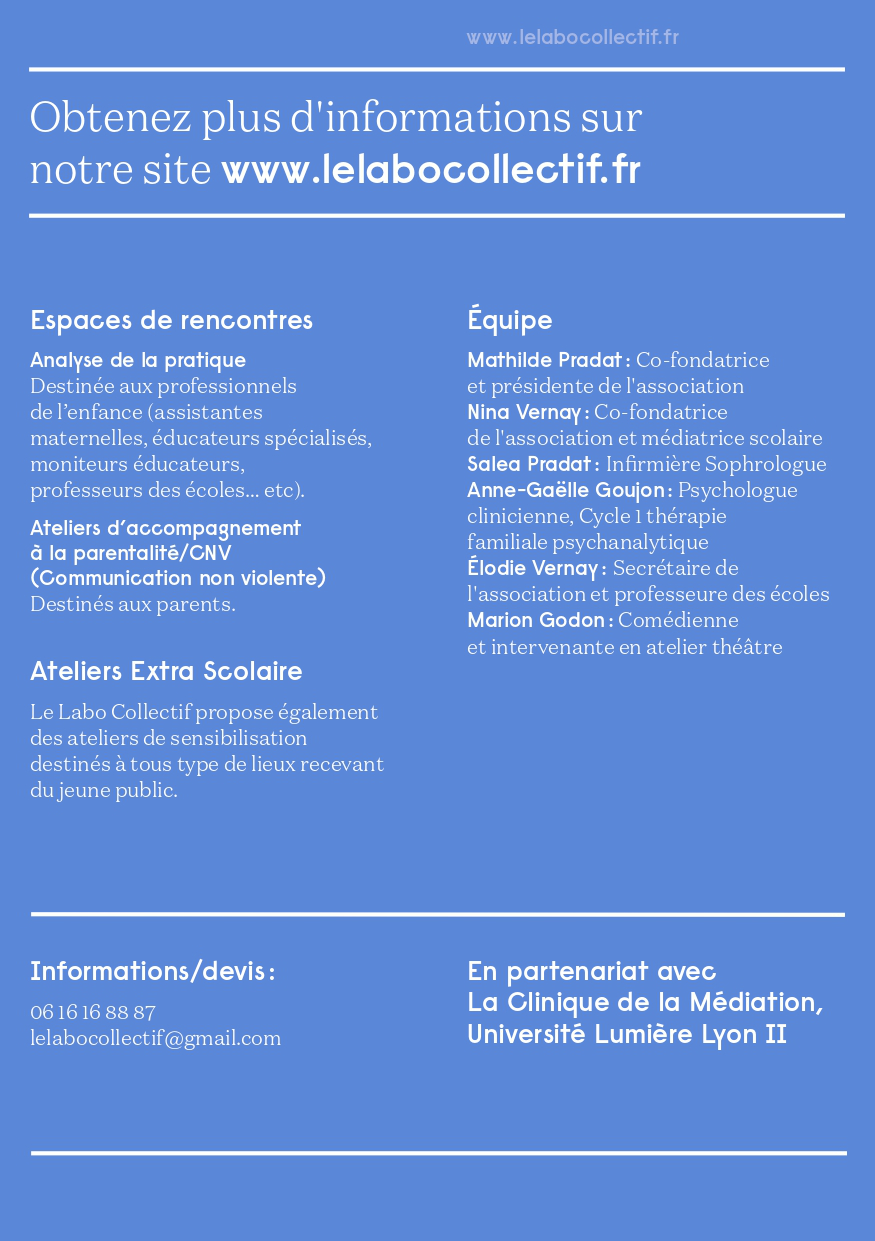 www.lelabocollectif.fr
Obtenez plus d'informations sur
notre site www.lelabocollectif.fr
Espaces de rencontres
Analyse de la pratique
Destinée aux professionnels
de l’enfance (assistantes
maternelles, éducateurs spécialisés,
moniteurs éducateurs,
professeurs des écoles... etc).
Ateliers d’accompagnement
à la parentalité/CNV
(Communication non violente)
Destinés aux parents.
Ateliers Extra Scolaire
Le Labo Collectif propose également
des ateliers de sensibilisation
destinés à tous type de lieux recevant
du jeune public.
Équipe
Mathilde Pradat : Co-fondatrice
et présidente de l'association
Nina Vernay : Co-fondatrice
de l'association et médiatrice scolaire
Salea Pradat : Infirmière Sophrologue
Anne-Gaëlle Goujon : Psychologue
clinicienne, Cycle 1 thérapie
familiale psychanalytique
Élodie Vernay : Secrétaire de
l'association et professeure des écoles
Marion Godon : Comédienne
et intervenante en atelier théâtre
Informations/devis :
06 16 16 88 87
lelabocollectif@gmail.com
En partenariat avec
La Clinique de la Médiation,
Université Lumière Lyon II